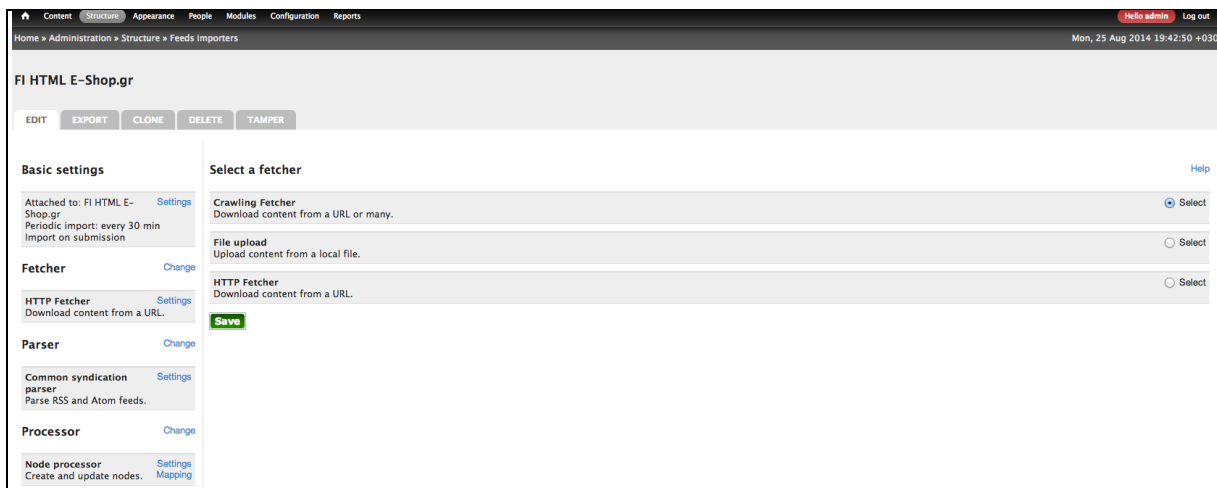 Content Structure Appearance People Modules Configuration Reports Hello admin Log out
Home » Administration » Structure » Feeds importers Mon, 25 Aug 2014 19:42:50 +030
FI HTML E-Shop.gr
EDIT EXPORT CLONE DELETE TAMPER
Basic settings
Attached to: FI HTML E- Settings
Shop.gr
Periodic import: every 30 min
Import on submission
Fetcher Change
HTTP Fetcher Settings
Download content from a URL.
Parser Change
Common syndication Settings
parser
Parse RSS and Atom feeds.
Processor Change
Node processor Settings
Create and update nodes. Mapping
Select a fetcher Help
Crawling Fetcher Select
Download content from a URL or many.
File upload Select
Upload content from a local file.
HTTP Fetcher Select
Download content from a URL.
Save